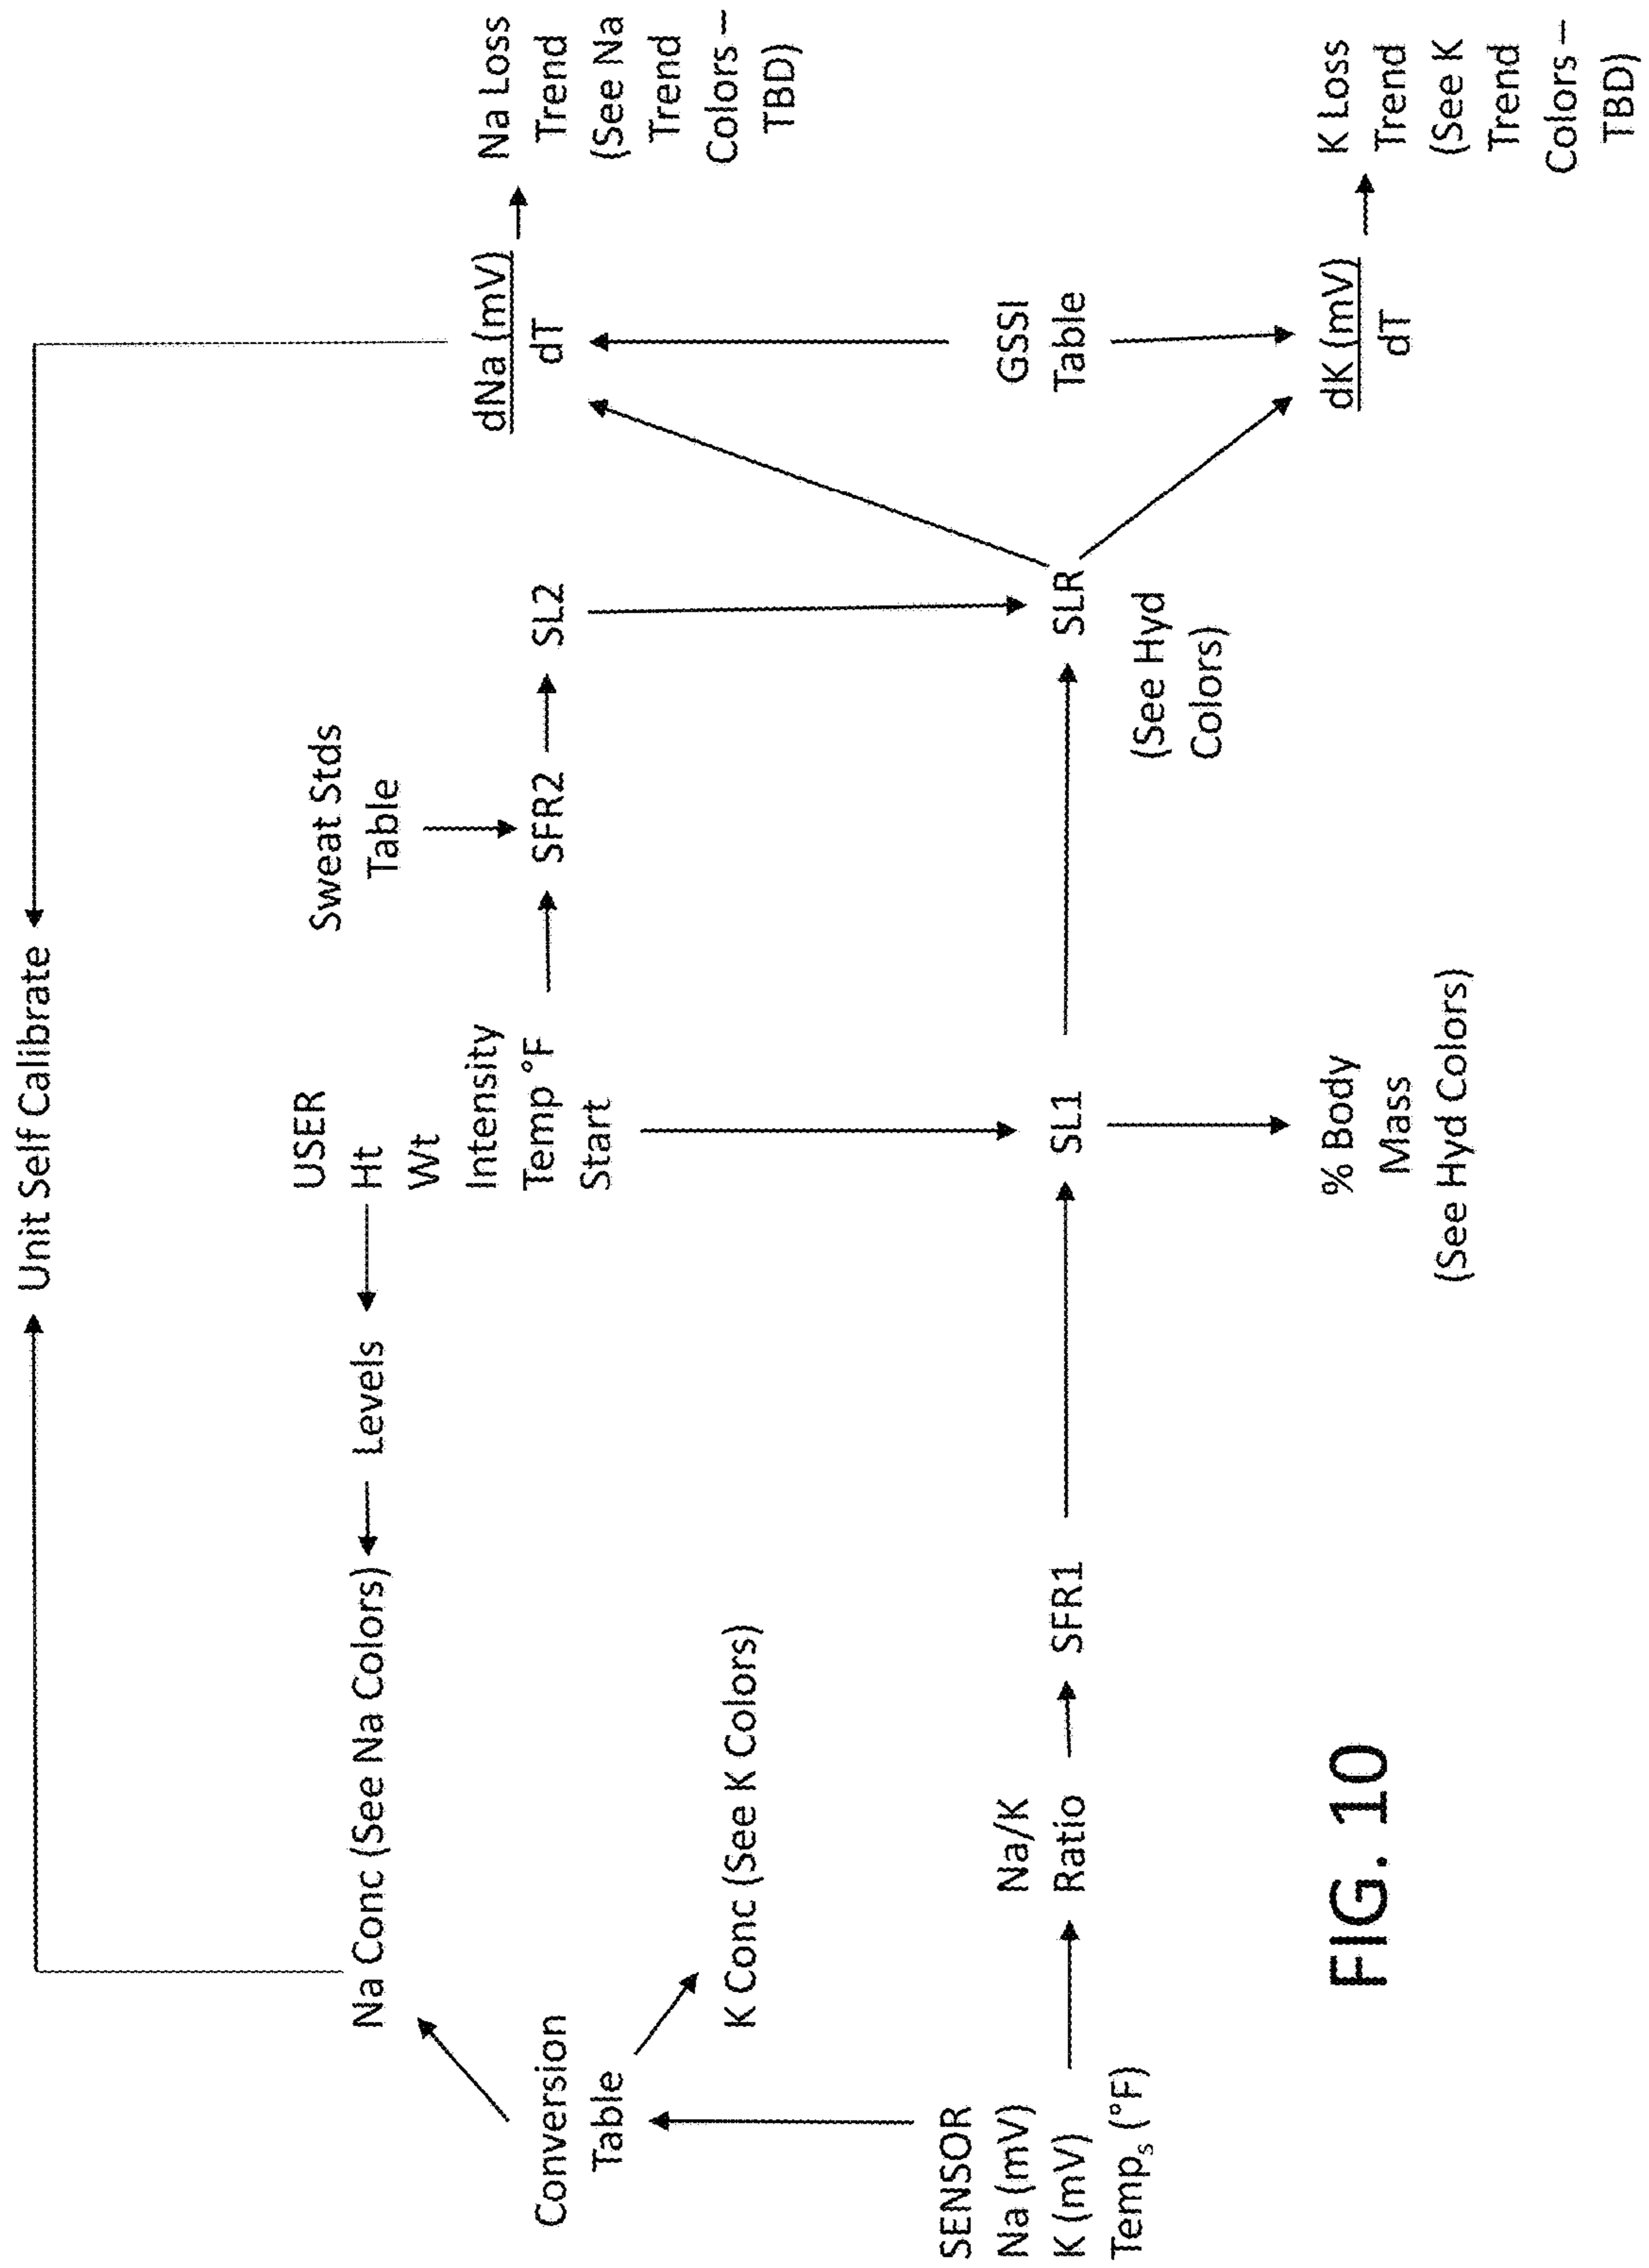 Unit Self Calibrate
Na Conc (See Na Colors)
Levels
USER
Ht
Wt
Intensity
Temp °F
Start
Sweat Stds
Table
SFR2
SL2
dNa (mV)
dT
Na Loss
Trend
(See Na
Trend
Colors –
TBD)
Conversion
Table
K Conc (See K Colors)
SENSOR
Na (mV)
K (mV)
Temps (°F)
Na/K
Ratio
SFR1
SL1
SLR
(See Hyd
Colors)
GSSI
Table
% Body
Mass
(See Hyd Colors)
dK (mV)
dT
K Loss
Trend
(See K
Trend
Colors –
TBD)
FIG. 10